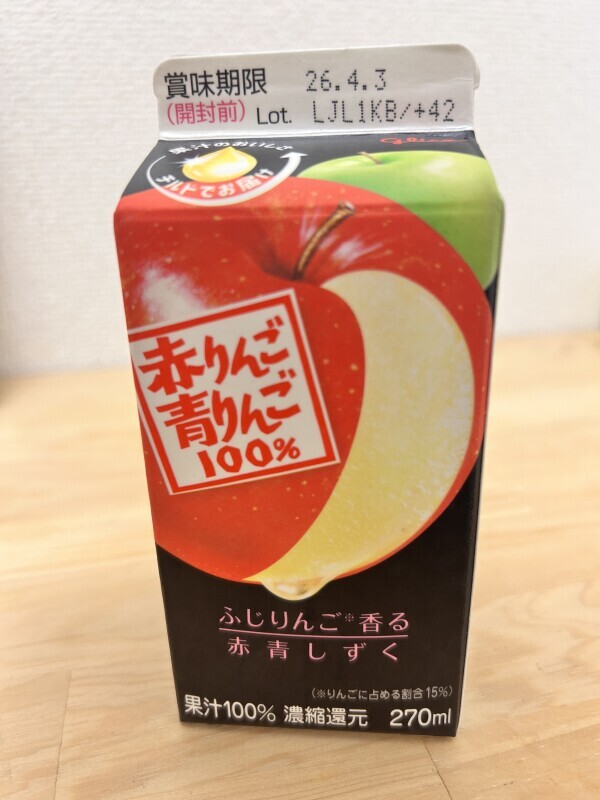 賞味期限 26.4.3
(開封前) Lot. LJL1KB/+42
Glico
果汁のおいしさ
チルドでお届け
赤りんご
青りんご
100%
ふじりんご※香る
赤青しずく
(※りんごに占める割合15%)
果汁100% 濃縮還元 270ml